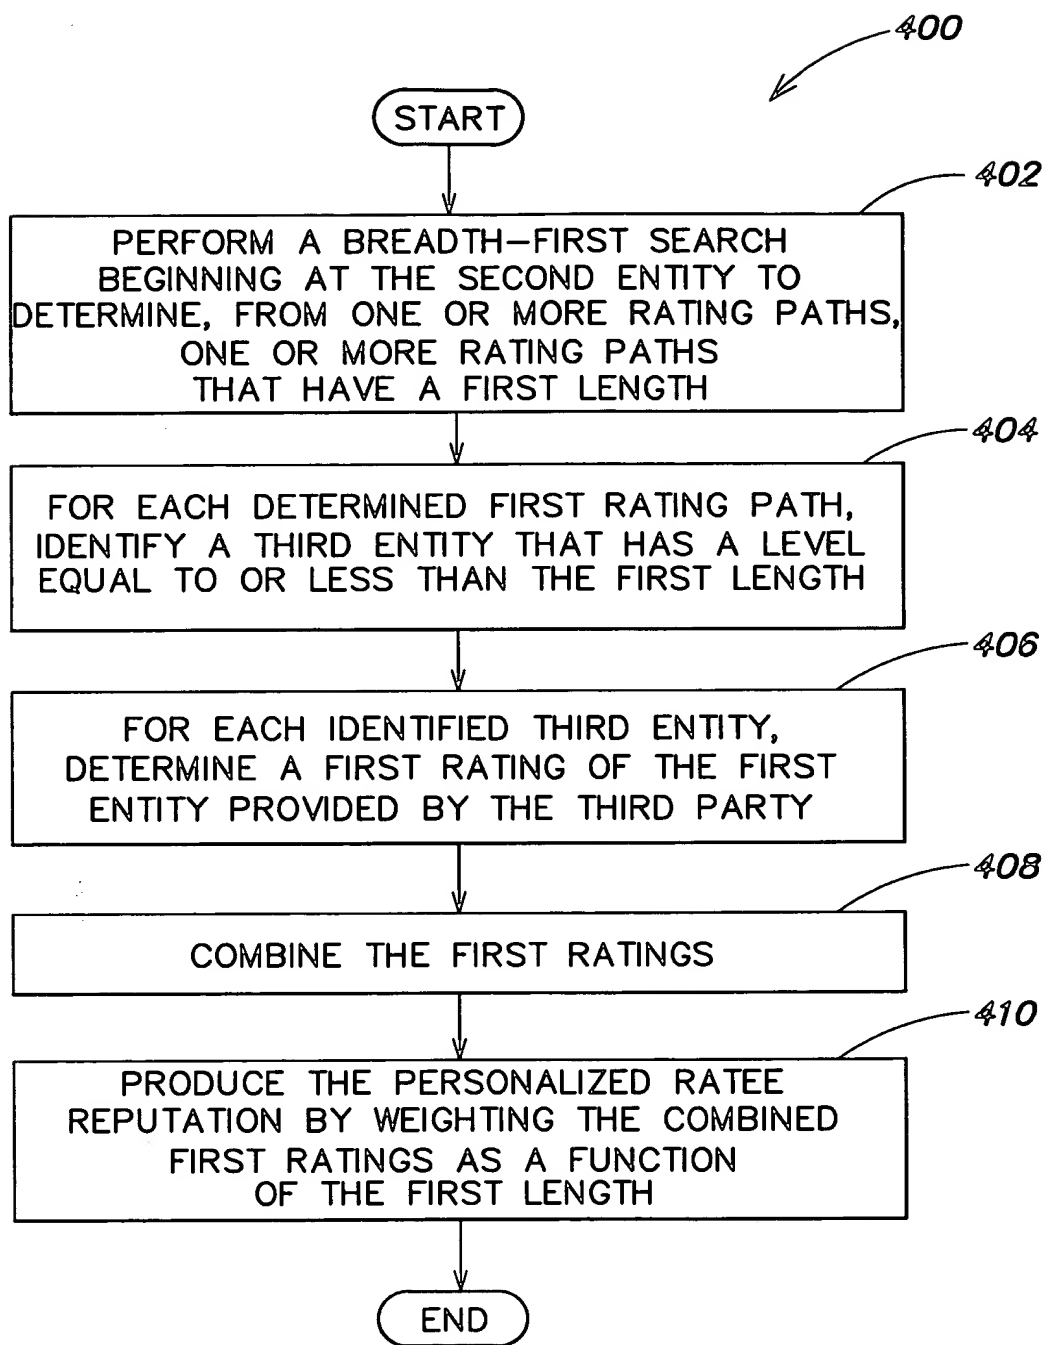 400
START
402
PERFORM A BREADTH-FIRST SEARCH
BEGINNING AT THE SECOND ENTITY TO
DETERMINE, FROM ONE OR MORE RATING PATHS,
ONE OR MORE RATING PATHS
THAT HAVE A FIRST LENGTH
404
FOR EACH DETERMINED FIRST RATING PATH,
IDENTIFY A THIRD ENTITY THAT HAS A LEVEL
EQUAL TO OR LESS THAN THE FIRST LENGTH
406
FOR EACH IDENTIFIED THIRD ENTITY,
DETERMINE A FIRST RATING OF THE FIRST
ENTITY PROVIDED BY THE THIRD PARTY
408
COMBINE THE FIRST RATINGS
410
PRODUCE THE PERSONALIZED RATEE
REPUTATION BY WEIGHTING THE COMBINED
FIRST RATINGS AS A FUNCTION
OF THE FIRST LENGTH
END